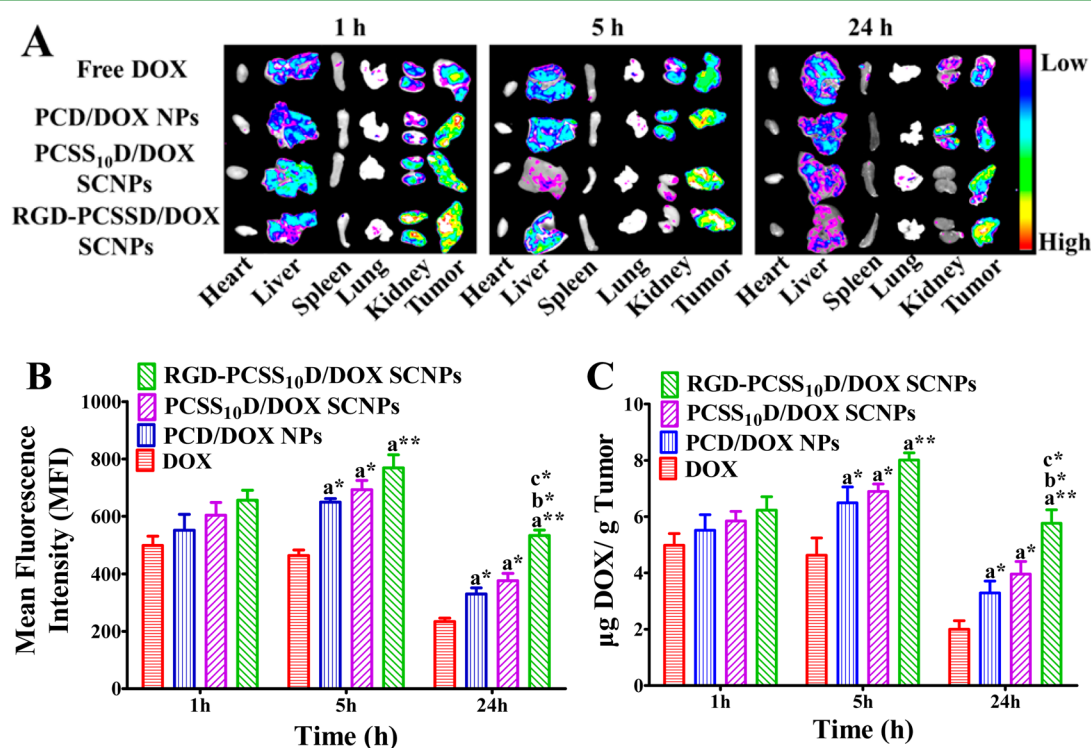 A
1 h
5 h
24 h
Free DOX
PCD/DOX NPs
PCSS₁₀D/DOX
SCNPs
RGD-PCSSD/DOX
SCNPs
Low
High
Heart
Liver
Spleen
Lung
Kidney
Tumor
Heart
Liver
Spleen
Lung
Kidney
Tumor
Heart
Liver
Spleen
Lung
Kidney
Tumor
B
RGD-PCSS₁₀D/DOX SCNPs
PCSS₁₀D/DOX SCNPs
PCD/DOX NPs
DOX
Mean Fluorescence
Intensity (MFI)
1000
800
600
400
200
0
a*
a*
a**
a*
a*
c*
b*
a**
1h
5h
24h
Time (h)
C
RGD-PCSS₁₀D/DOX SCNPs
PCSS₁₀D/DOX SCNPs
PCD/DOX NPs
DOX
µg DOX/ g Tumor
10
8
6
4
2
0
a*
a*
a**
a*
a*
c*
b*
a**
1h
5h
24h
Time (h)